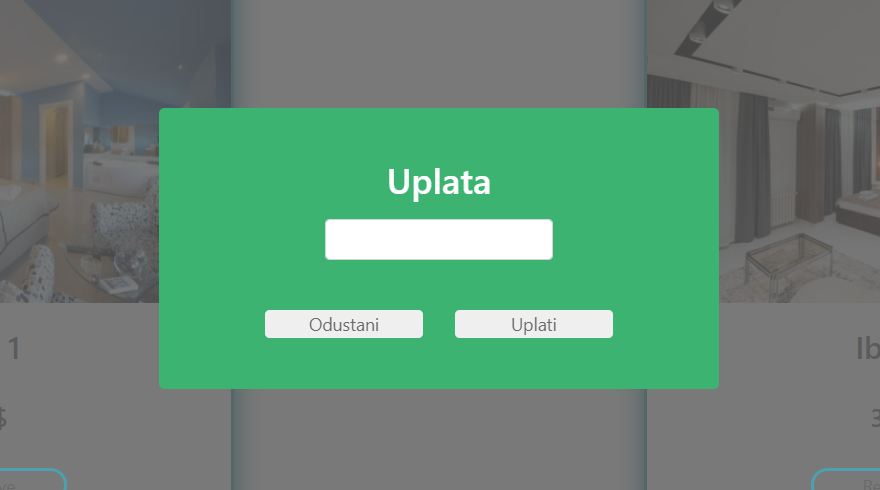 Uplata
Odustani
Uplati
1
$
Ib